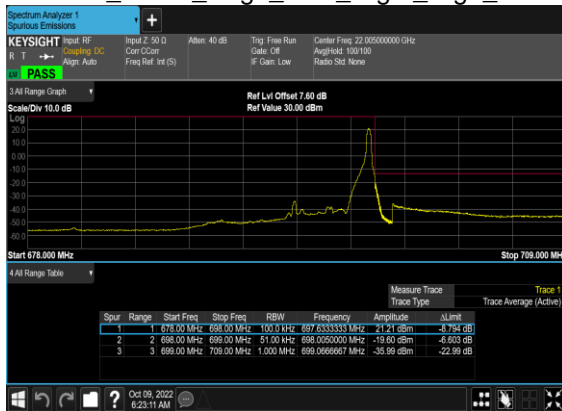 Spectrum Analyzer 1
Spurious Emissions
KEYSIGHT Input: RF Input Z: 50 Ω Atten: 40 dB Trig: Free Run Center Freq: 22.005000000 GHz
R T Coupling: DC Corr CCorr Gate: Off Avg|Hold: 100/100
Align: Auto Freq Ref: Int (S) IF Gain: Low Radio Std: None
PASS
3 All Range Graph
Ref Lvl Offset 7.60 dB
Scale/Div 10.0 dB Ref Value 30.00 dBm
Log
20.0
10.0
0.00
-10.0
-20.0
-30.0
-40.0
-50.0
-60.0
Start 678.000 MHz Stop 709.000 MH
4 All Range Table
Measure Trace Trace 1
Trace Type Trace Average (Active)
Spur Range Start Freq Stop Freq RBW Frequency Amplitude ΔLimit
1 1 678.00 MHz 698.00 MHz 100.0 kHz 697.6333333 MHz 21.21 dBm -8.794 dB
2 2 698.00 MHz 699.00 MHz 51.00 kHz 698.0050000 MHz -19.60 dBm -6.603 dB
3 3 699.00 MHz 709.00 MHz 1.000 MHz 699.0666667 MHz -35.99 dBm -22.99 dB
Oct 09, 2022
6:23:11 AM